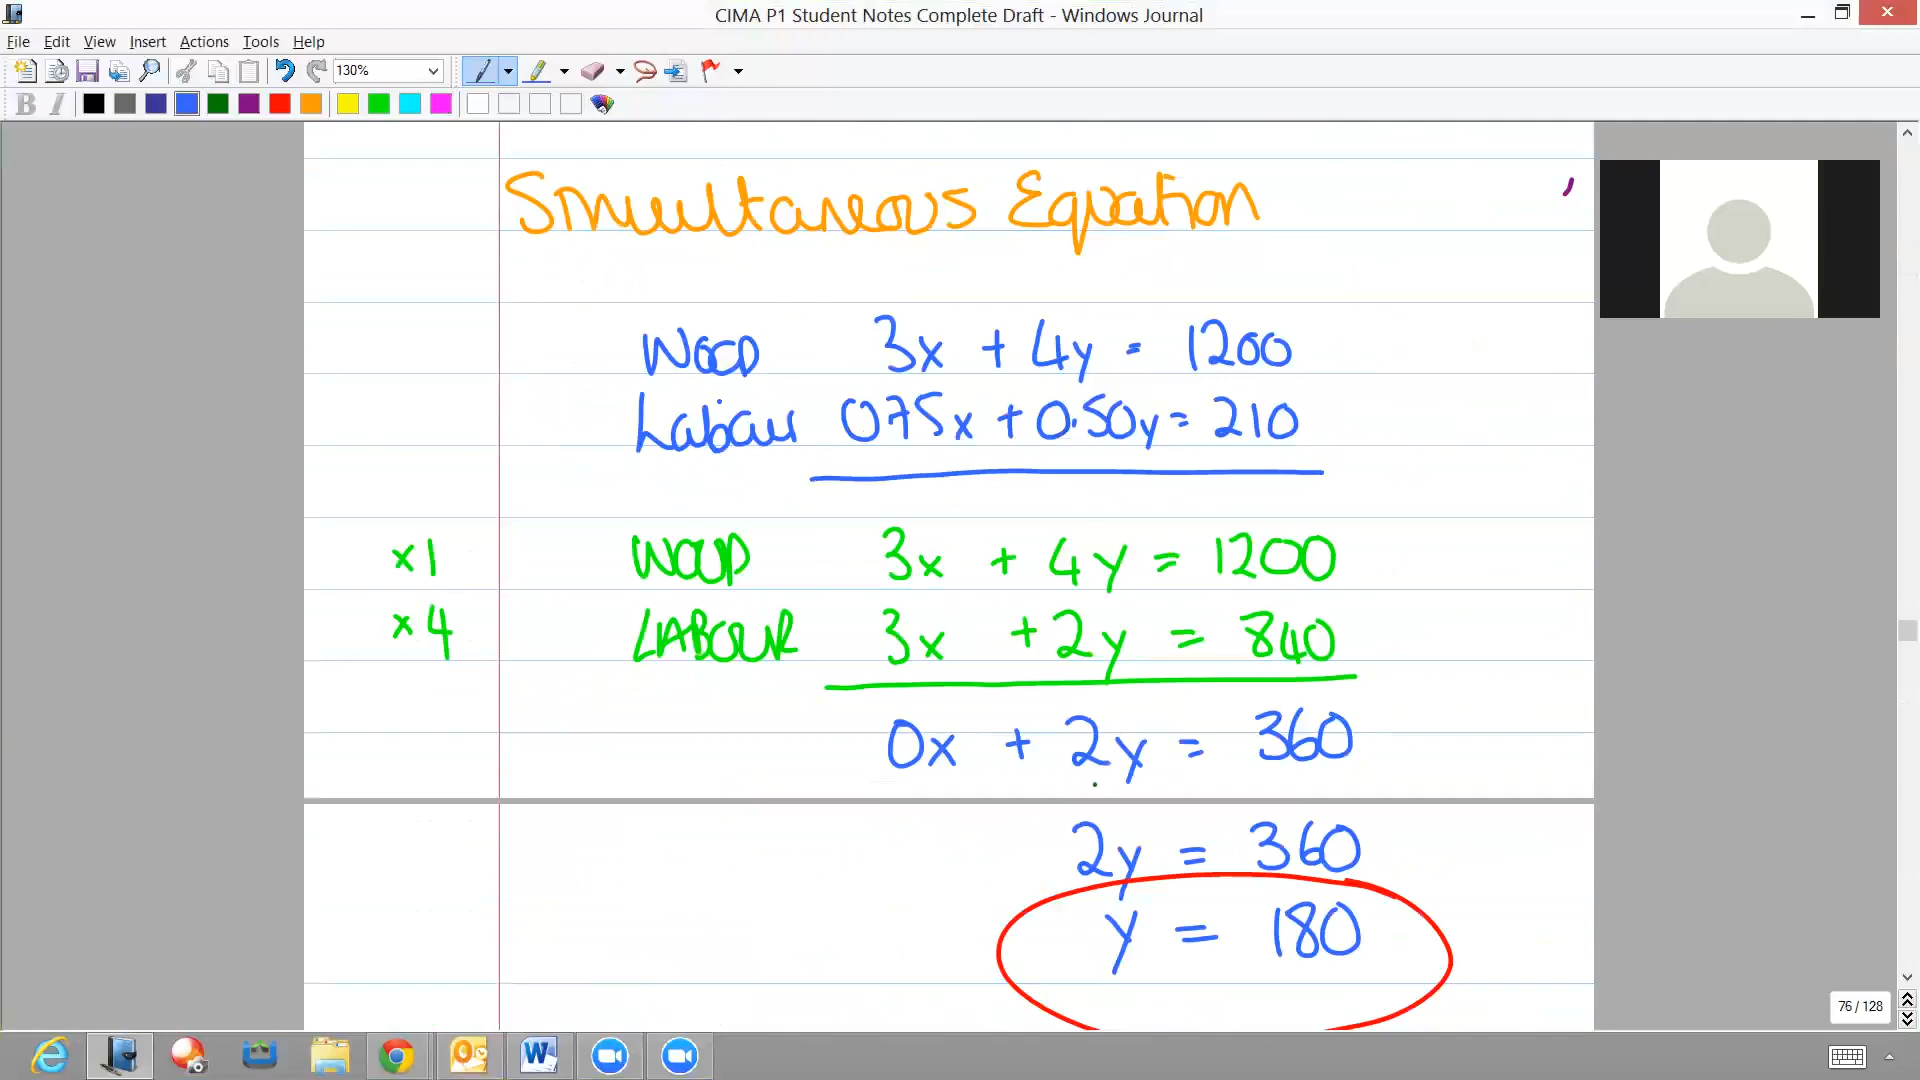 CIMA P1 Student Notes Complete Draft - Windows Journal
File Edit View Insert Actions Tools Help
130%
B I
Simultaneous Equation
WOOD 3x + 4y = 1200
Labour 075x + 0.50y = 210
x1 WOOD 3x + 4y = 1200
x4 LABOUR 3x + 2y = 840
0x + 2y = 360
2y = 360
y = 180
76 / 128